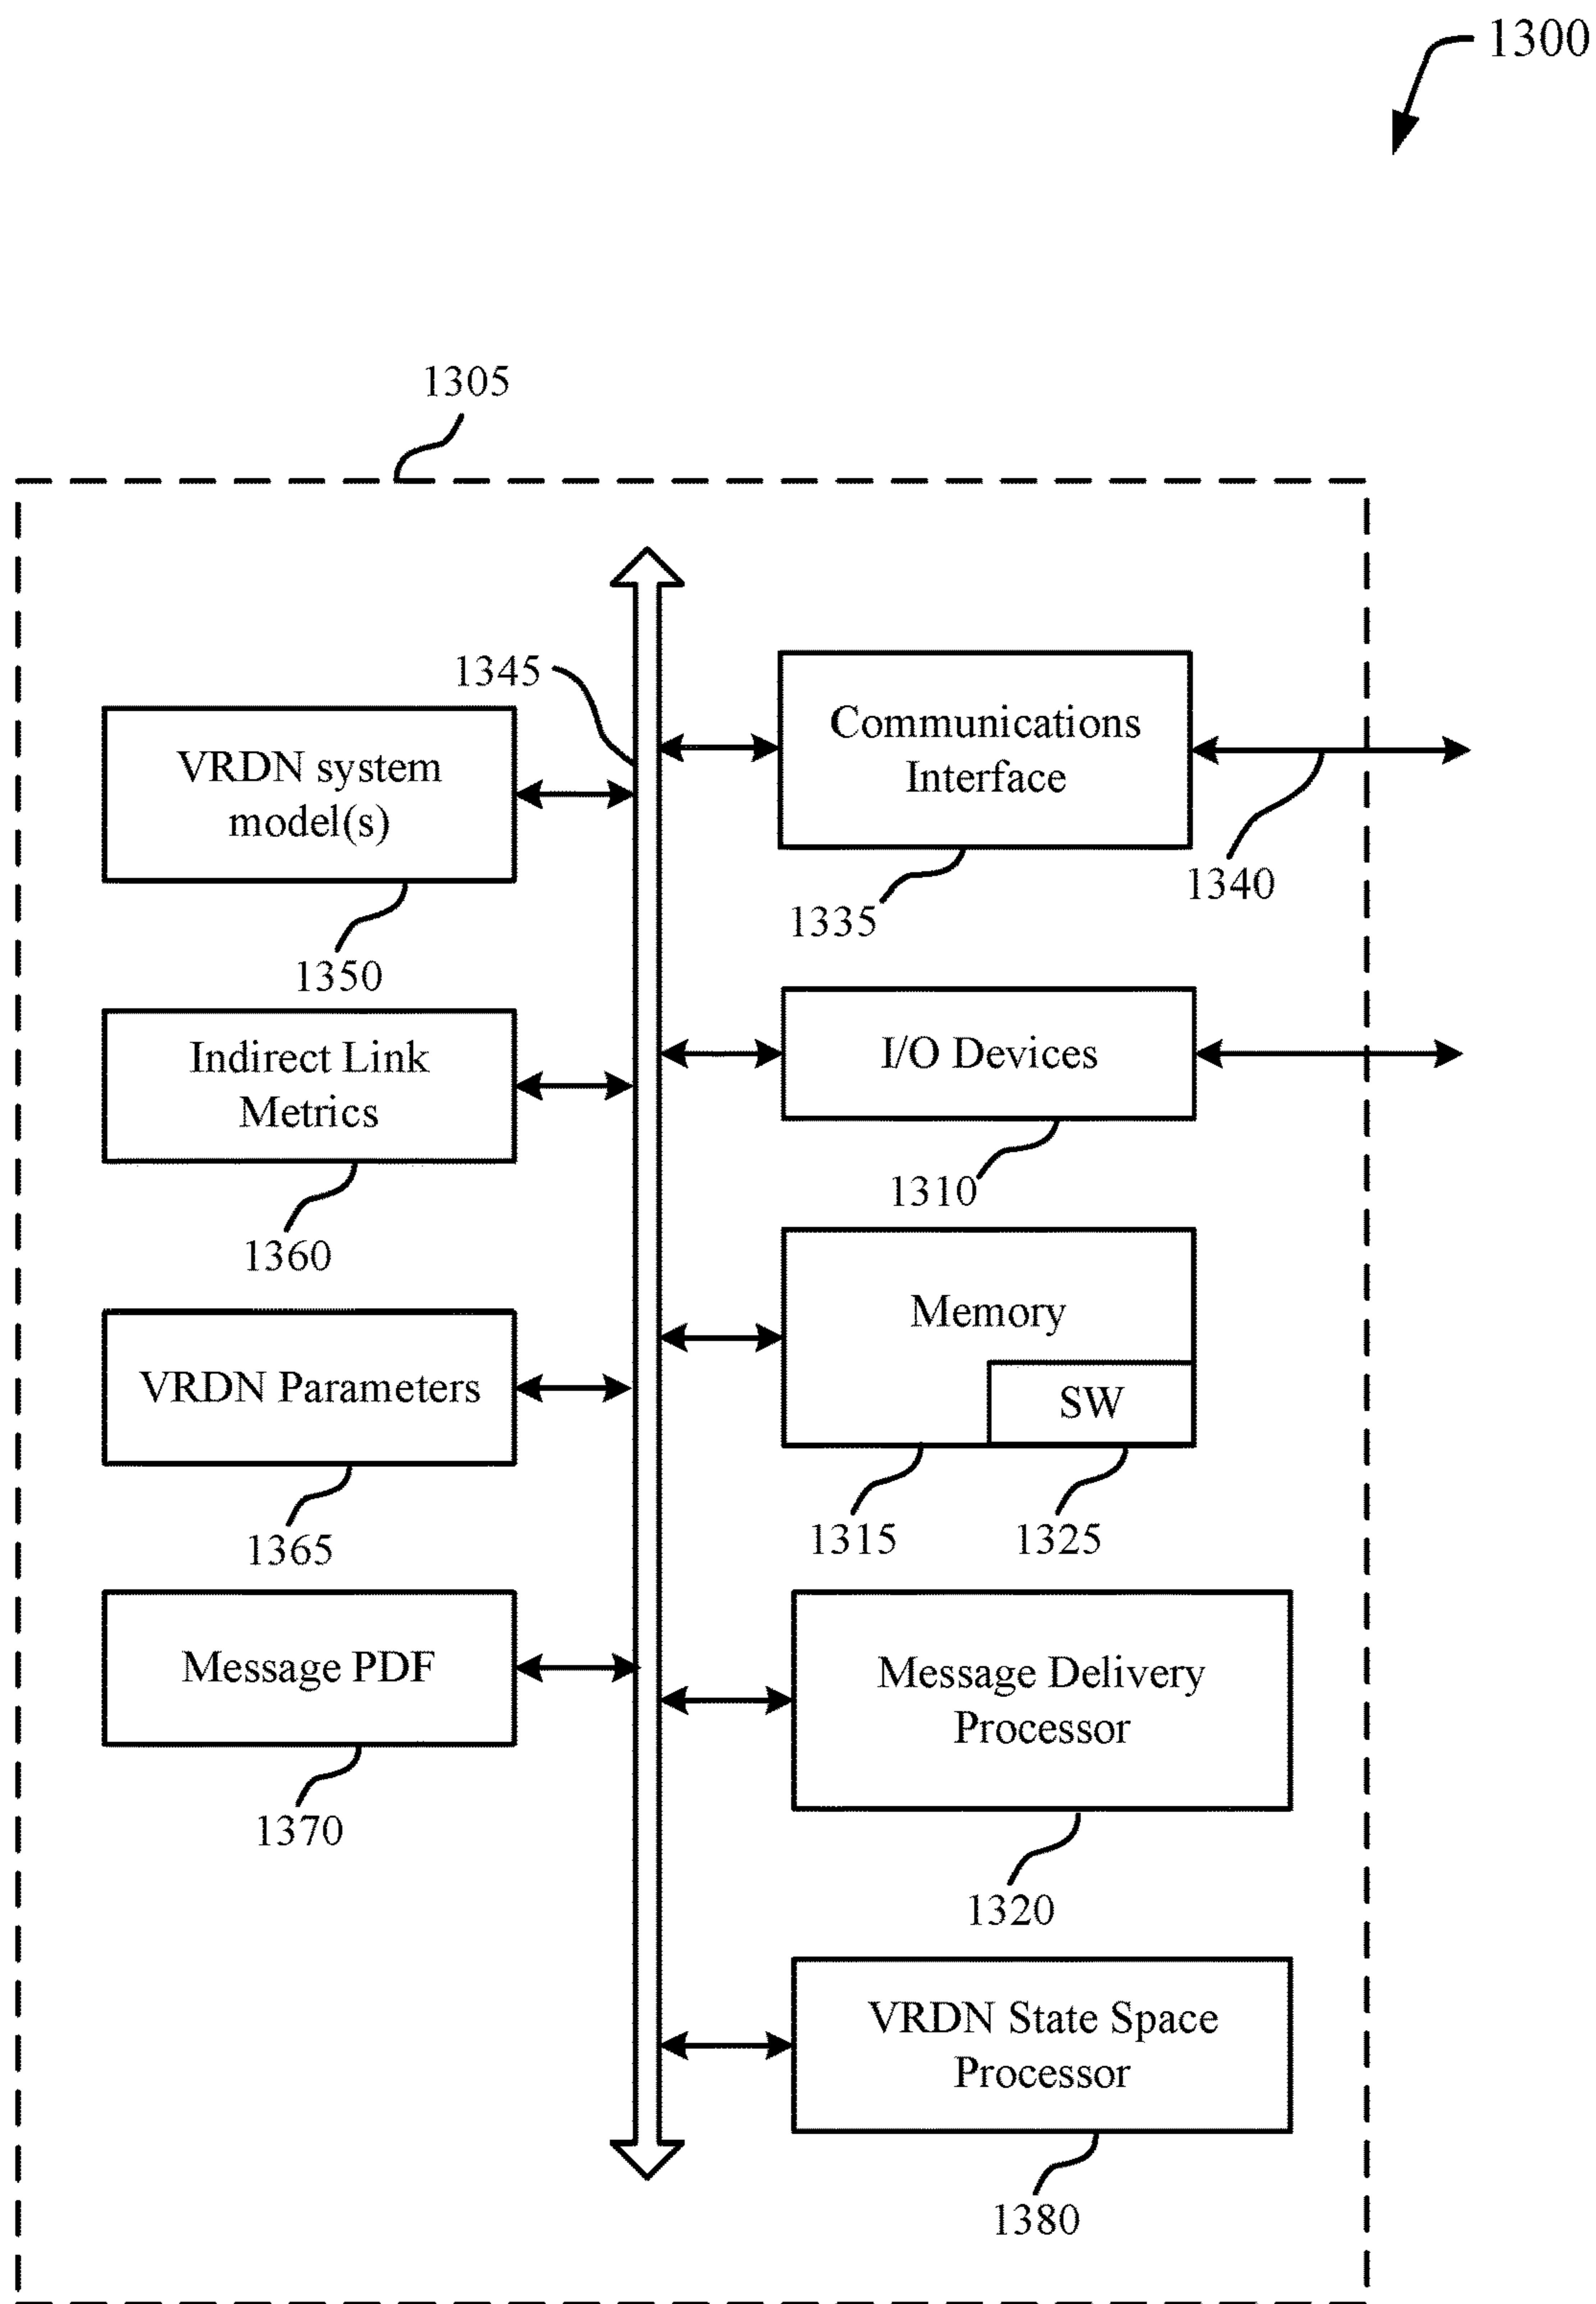 1300
1305
1345
Communications
Interface
VRDN system
model(s)
1340
1335
1350
Indirect Link
Metrics
I/O Devices
1310
1360
Memory
VRDN Parameters
SW
1315
1325
1365
Message PDF
Message Delivery
Processor
1370
1320
VRDN State Space
Processor
1380